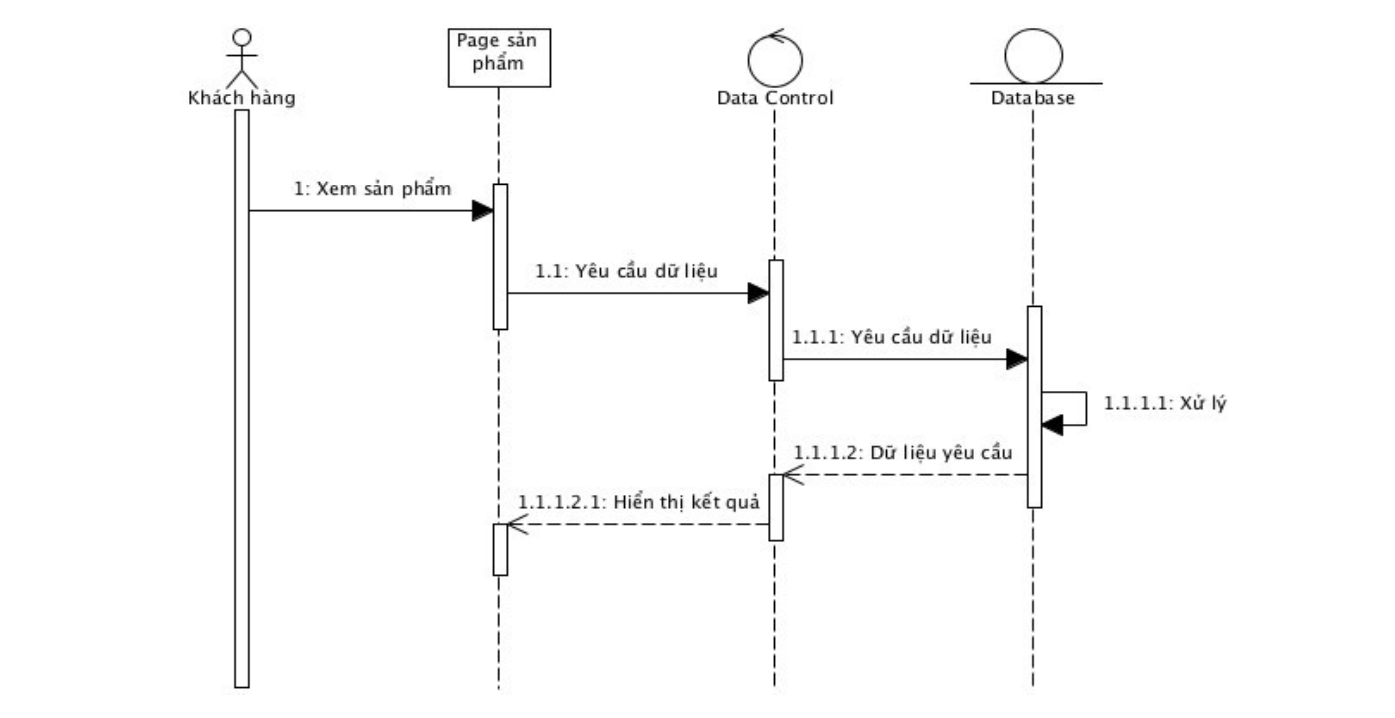 Page sản
phẩm
Khách hàng
Data Control
Database
1: Xem sản phẩm
1.1: Yêu cầu dữ liệu
1.1.1: Yêu cầu dữ liệu
1.1.1.1: Xử lý
1.1.1.2: Dữ liệu yêu cầu
1.1.1.2.1: Hiển thị kết quả